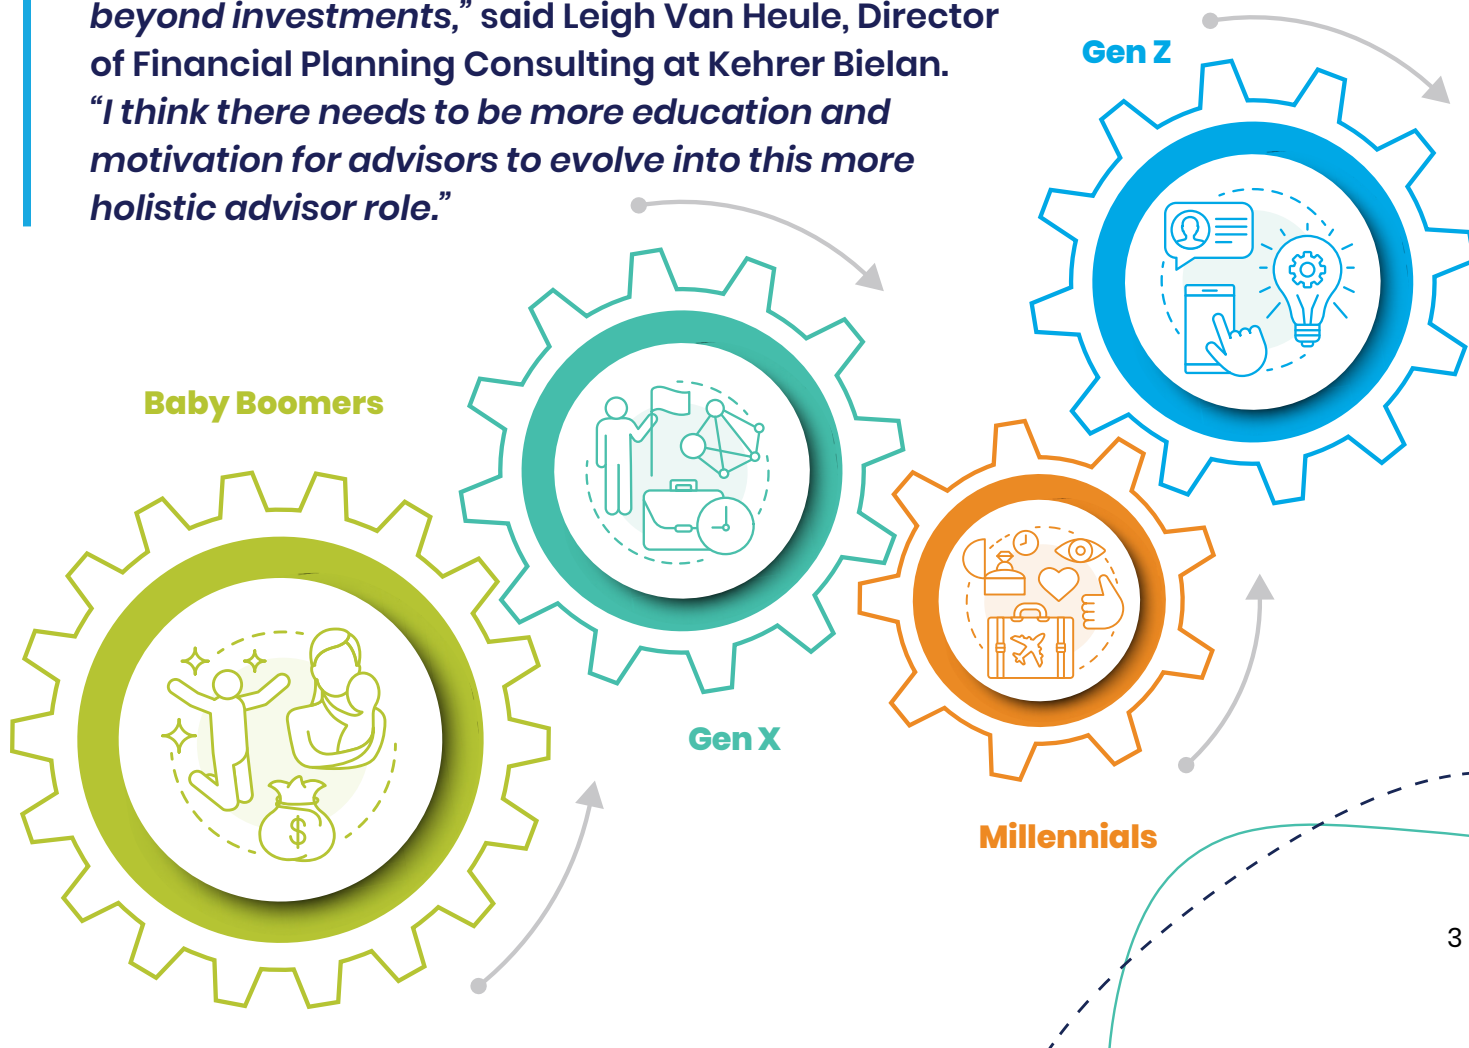 beyond investments,” said Leigh Van Heule, Director
of Financial Planning Consulting at Kehrer Bielan.
“I think there needs to be more education and
motivation for advisors to evolve into this more
holistic advisor role.”
Gen Z
Baby Boomers
$
Gen X
Millennials
3